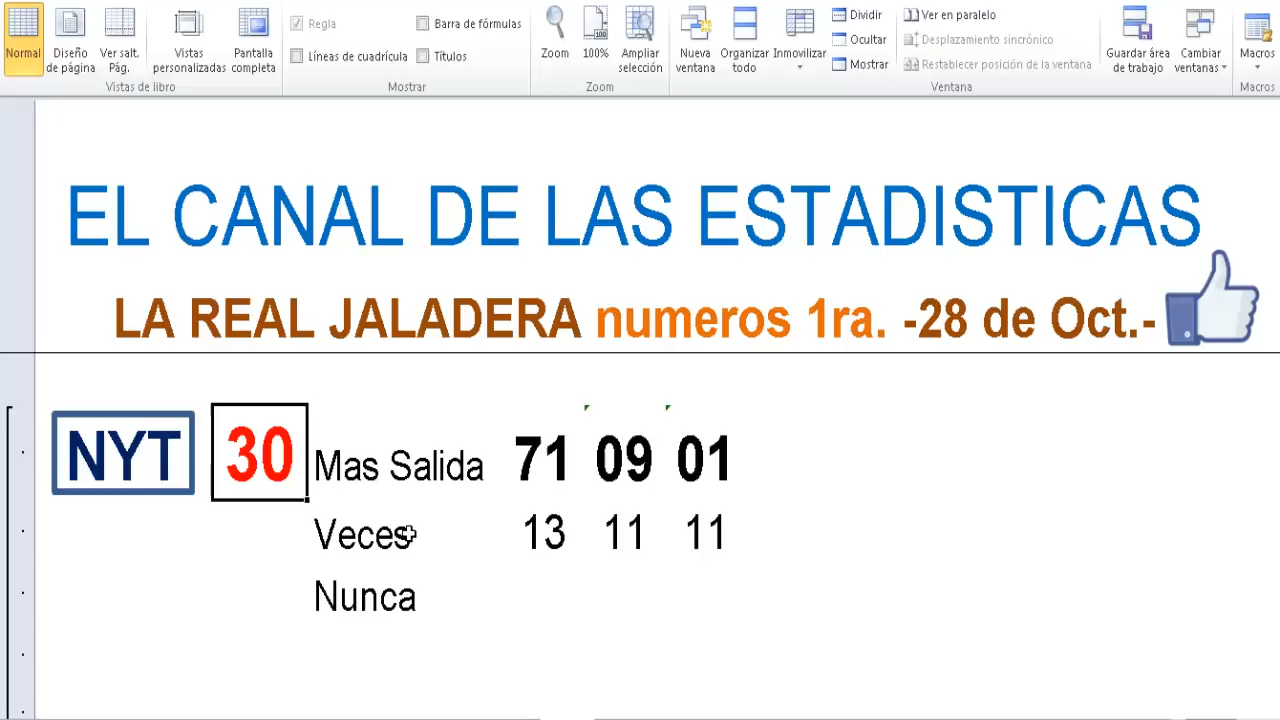 Normal
Diseño de página
Ver salt. Pág.
Vistas personalizadas
Pantalla completa
Vistas de libro
Regla
Barra de fórmulas
Líneas de cuadrícula
Títulos
Mostrar
Zoom
100%
Ampliar selección
Zoom
Nueva ventana
Organizar todo
Inmovilizar
Dividir
Ocultar
Mostrar
Ver en paralelo
Desplazamiento sincrónico
Restablecer posición de la ventana
Guardar área de trabajo
Cambiar ventanas
Ventana
Macros
Macros
EL CANAL DE LAS ESTADISTICAS
LA REAL JALADERA numeros 1ra. -28 de Oct.-
NYT 30 Mas Salida 71 09 01
Veces 13 11 11
Nunca